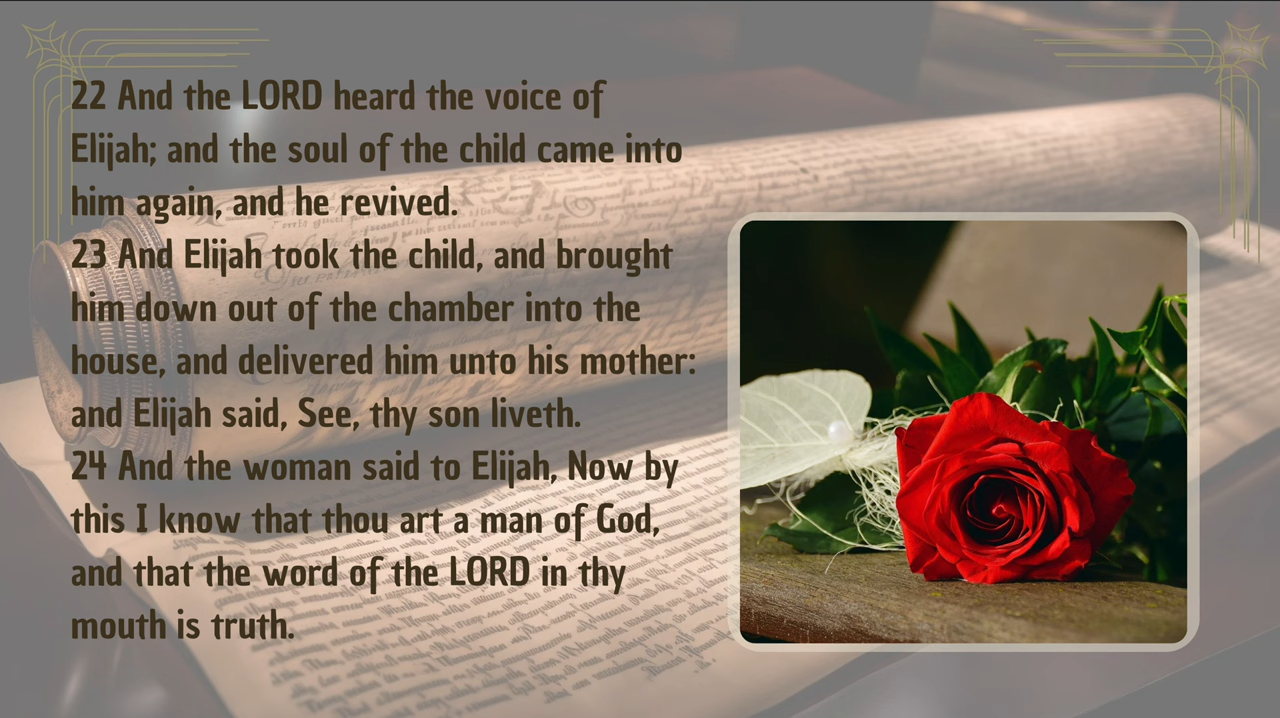 22 And the LORD heard the voice of
Elijah; and the soul of the child came into
him again, and he revived.
23 And Elijah took the child, and brought
him down out of the chamber into the
house, and delivered him unto his mother:
and Elijah said, See, thy son liveth.
24 And the woman said to Elijah, Now by
this I know that thou art a man of God,
and that the word of the LORD in thy
mouth is truth.